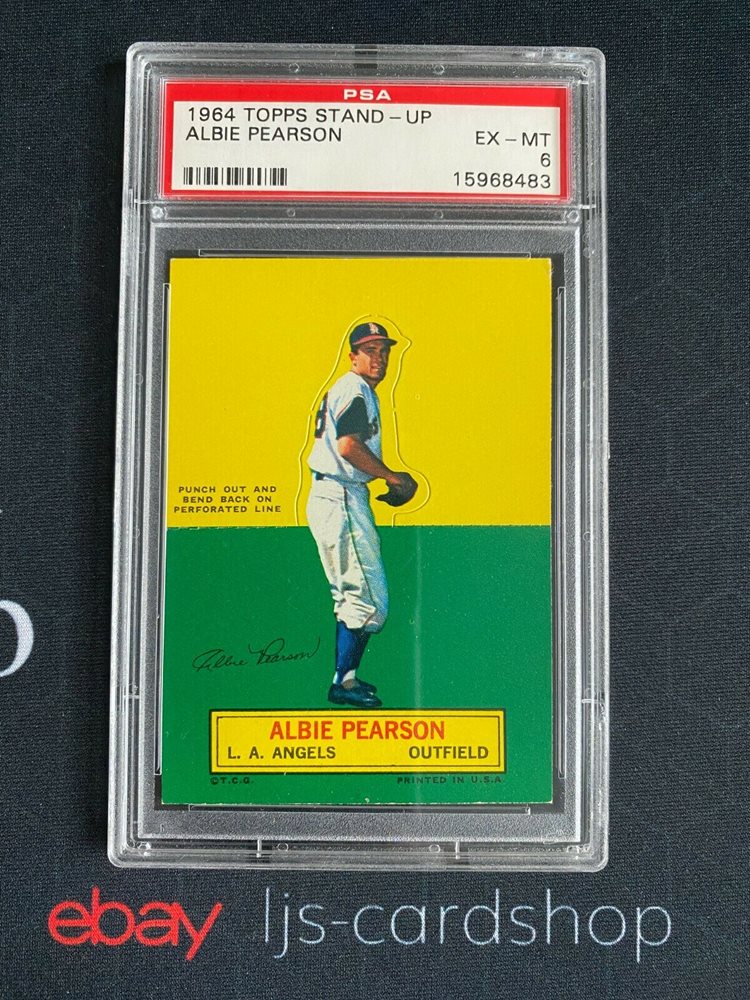 PSA
1964 TOPPS STAND-UP
ALBIE PEARSON EX-MT
6
15968483
PUNCH OUT AND
BEND BACK ON
PERFORATED LINE
Albie Pearson
ALBIE PEARSON
L. A. ANGELS OUTFIELD
©T.C.G. PRINTED IN U.S.A.
ebay ljs-cardshop